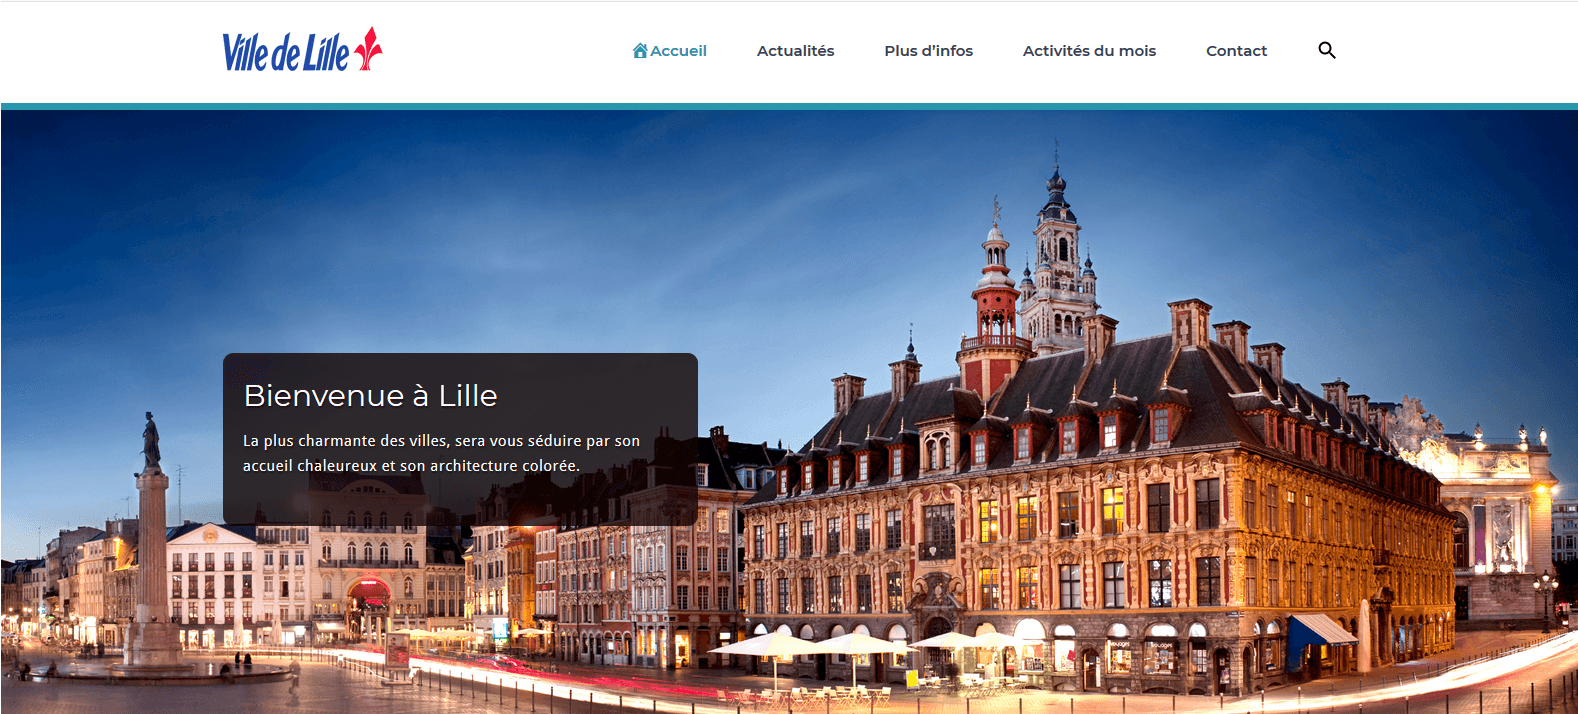 Ville de Lille
Accueil Actualités Plus d’infos Activités du mois Contact
Bienvenue à Lille
La plus charmante des villes, sera vous séduire par son
accueil chaleureux et son architecture colorée.